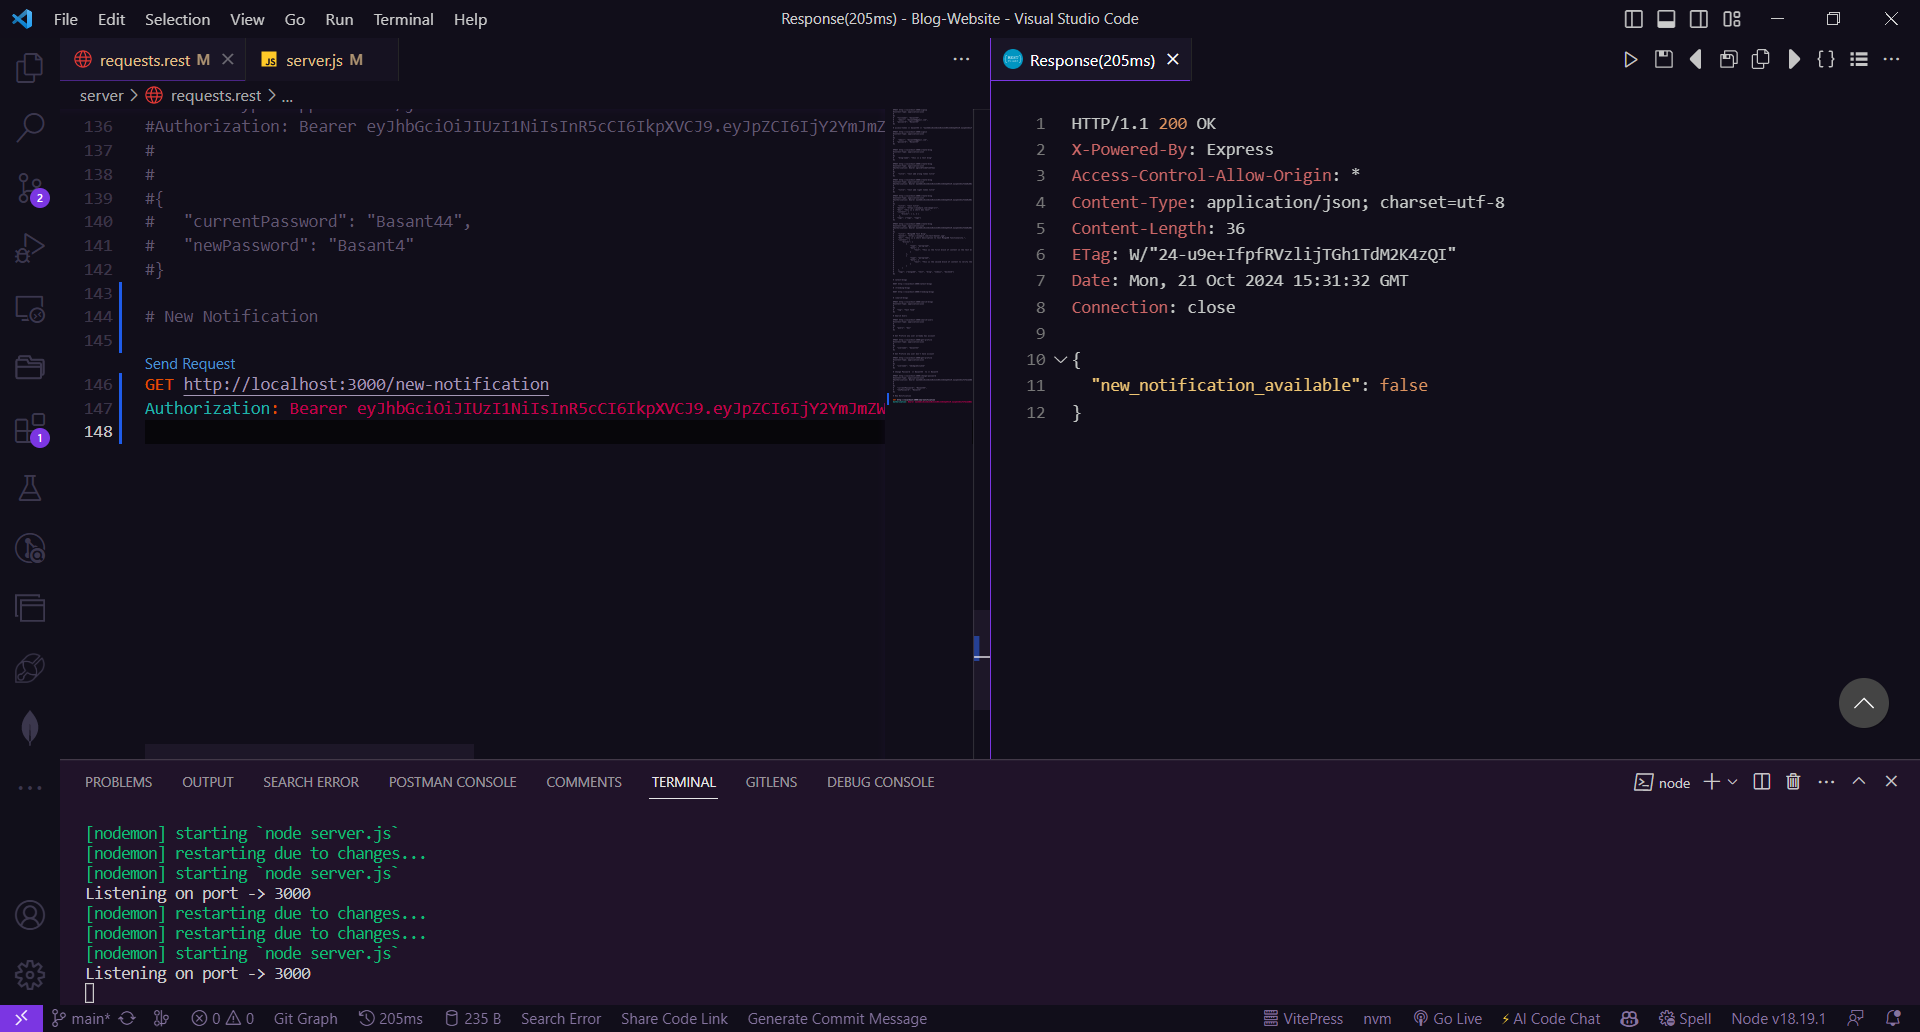 File Edit Selection View Go Run Terminal Help
Response(205ms) - Blog-Website - Visual Studio Code
requests.rest M
JS server.js M
Response(205ms)
server > requests.rest > ...
136 #Authorization: Bearer eyJhbGciOiJIUzI1NiIsInR5cCI6IkpXVCJ9.eyJpZCI6IjY2YmJmZ
137 #
138 #
139 #{
140 #   "currentPassword": "Basant44",
141 #   "newPassword": "Basant4"
142 #}
143
144 # New Notification
145
Send Request
146 GET http://localhost:3000/new-notification
147 Authorization: Bearer eyJhbGciOiJIUzI1NiIsInR5cCI6IkpXVCJ9.eyJpZCI6IjY2YmJmZW
148
1 HTTP/1.1 200 OK
2 X-Powered-By: Express
3 Access-Control-Allow-Origin: *
4 Content-Type: application/json; charset=utf-8
5 Content-Length: 36
6 ETag: W/"24-u9e+IfpfRVzlijTGh1TdM2K4zQI"
7 Date: Mon, 21 Oct 2024 15:31:32 GMT
8 Connection: close
9
10 {
11   "new_notification_available": false
12 }
2
1
PROBLEMS OUTPUT SEARCH ERROR POSTMAN CONSOLE COMMENTS TERMINAL GITLENS DEBUG CONSOLE
node
[nodemon] starting `node server.js`
[nodemon] restarting due to changes...
[nodemon] starting `node server.js`
Listening on port -> 3000
[nodemon] restarting due to changes...
[nodemon] restarting due to changes...
[nodemon] starting `node server.js`
Listening on port -> 3000
main* 0 0 Git Graph 205ms 235 B Search Error Share Code Link Generate Commit Message
VitePress nvm Go Live AI Code Chat Spell Node v18.19.1